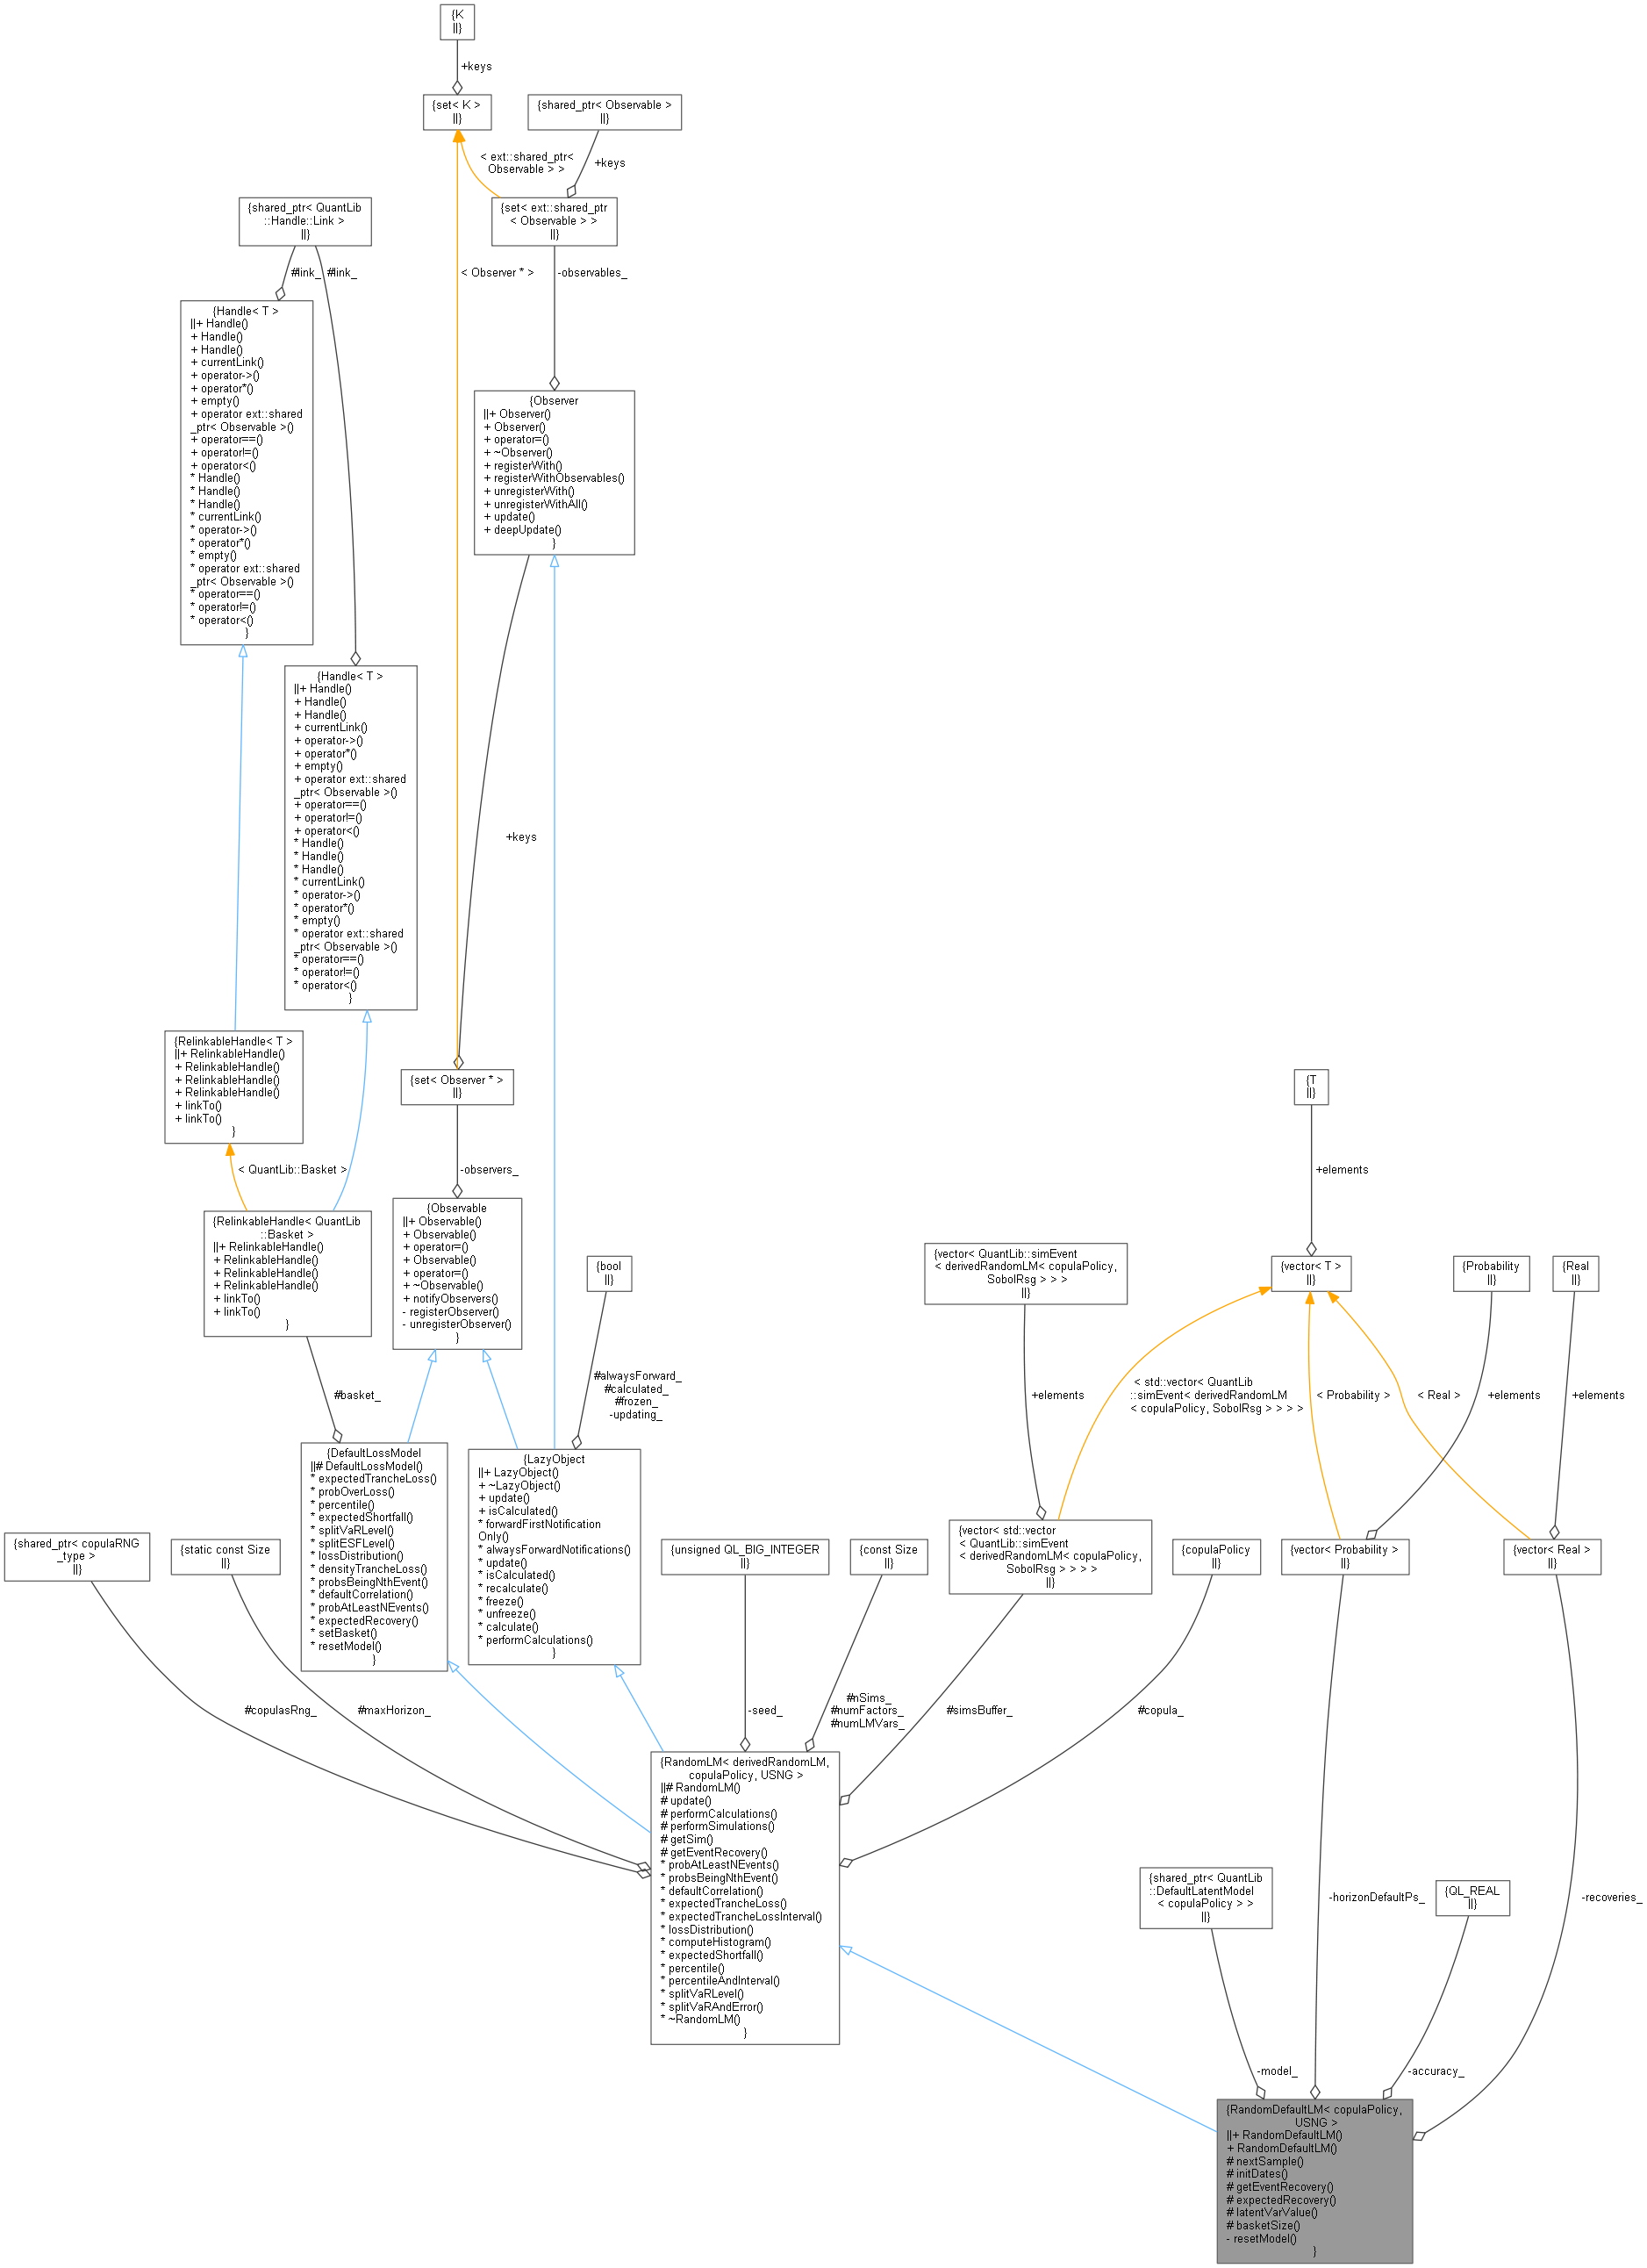 {K
||}
+keys
{set< K >
||}
{shared_ptr< Observable >
||}
< ext::shared_ptr<
Observable > >
+keys
{shared_ptr< QuantLib
::Handle::Link >
||}
{set< ext::shared_ptr
< Observable > >
||}
#link_
#link_
< Observer * >
-observables_
{Handle< T >
||+ Handle()
+ Handle()
+ Handle()
+ currentLink()
+ operator->()
+ operator*()
+ empty()
+ operator ext::shared
_ptr< Observable >()
+ operator==()
+ operator!=()
+ operator<()
* Handle()
* Handle()
* Handle()
* currentLink()
* operator->()
* operator*()
* empty()
* operator ext::shared
_ptr< Observable >()
* operator==()
* operator!=()
* operator<()
}
{Observer
||+ Observer()
+ Observer()
+ operator=()
+ ~Observer()
+ registerWith()
+ registerWithObservables()
+ unregisterWith()
+ unregisterWithAll()
+ update()
+ deepUpdate()
}
{Handle< T >
||+ Handle()
+ Handle()
+ Handle()
+ currentLink()
+ operator->()
+ operator*()
+ empty()
+ operator ext::shared
_ptr< Observable >()
+ operator==()
+ operator!=()
+ operator<()
* Handle()
* Handle()
* Handle()
* currentLink()
* operator->()
* operator*()
* empty()
* operator ext::shared
_ptr< Observable >()
* operator==()
* operator!=()
* operator<()
}
+keys
{RelinkableHandle< T >
||+ RelinkableHandle()
+ RelinkableHandle()
+ RelinkableHandle()
+ RelinkableHandle()
+ linkTo()
+ linkTo()
}
{set< Observer * >
||}
{T
||}
< QuantLib::Basket >
-observers_
+elements
{RelinkableHandle< QuantLib
::Basket >
||+ RelinkableHandle()
+ RelinkableHandle()
+ RelinkableHandle()
+ RelinkableHandle()
+ linkTo()
+ linkTo()
}
{Observable
||+ Observable()
+ Observable()
+ operator=()
+ Observable()
+ operator=()
+ ~Observable()
+ notifyObservers()
- registerObserver()
- unregisterObserver()
}
{bool
||}
{vector< QuantLib::simEvent
< derivedRandomLM< copulaPolicy,
SobolRsg > > >
||}
{vector< T >
||}
{Probability
||}
{Real
||}
#basket_
#alwaysForward_
#calculated_
#frozen_
-updating_
+elements
< std::vector< QuantLib
::simEvent< derivedRandomLM
< copulaPolicy, SobolRsg > > > >
< Probability >
< Real >
+elements
+elements
{DefaultLossModel
||# DefaultLossModel()
* expectedTrancheLoss()
* probOverLoss()
* percentile()
* expectedShortfall()
* splitVaRLevel()
* splitESFLevel()
* lossDistribution()
* densityTrancheLoss()
* probsBeingNthEvent()
* defaultCorrelation()
* probAtLeastNEvents()
* expectedRecovery()
* setBasket()
* resetModel()
}
{LazyObject
||+ LazyObject()
+ ~LazyObject()
+ update()
+ isCalculated()
* forwardFirstNotification
Only()
* alwaysForwardNotifications()
* update()
* isCalculated()
* recalculate()
* freeze()
* unfreeze()
* calculate()
* performCalculations()
}
{shared_ptr< copulaRNG
_type >
||}
{static const Size
||}
{unsigned QL_BIG_INTEGER
||}
{const Size
||}
{vector< std::vector
< QuantLib::simEvent
< derivedRandomLM< copulaPolicy,
SobolRsg > > > >
||}
{copulaPolicy
||}
{vector< Probability >
||}
{vector< Real >
||}
#copulasRng_
#maxHorizon_
-seed_
#nSims_
#numFactors_
#numLMVars_
#simsBuffer_
#copula_
{RandomLM< derivedRandomLM,
copulaPolicy, USNG >
||# RandomLM()
# update()
# performCalculations()
# performSimulations()
# getSim()
# getEventRecovery()
* probAtLeastNEvents()
* probsBeingNthEvent()
* defaultCorrelation()
* expectedTrancheLoss()
* expectedTrancheLossInterval()
* lossDistribution()
* computeHistogram()
* expectedShortfall()
* percentile()
* percentileAndInterval()
* splitVaRLevel()
* splitVaRAndError()
* ~RandomLM()
}
{shared_ptr< QuantLib
::DefaultLatentModel
< copulaPolicy > >
||}
-horizonDefaultPs_
{QL_REAL
||}
-recoveries_
-model_
-accuracy_
{RandomDefaultLM< copulaPolicy,
USNG >
||+ RandomDefaultLM()
+ RandomDefaultLM()
# nextSample()
# initDates()
# getEventRecovery()
# expectedRecovery()
# latentVarValue()
# basketSize()
- resetModel()
}